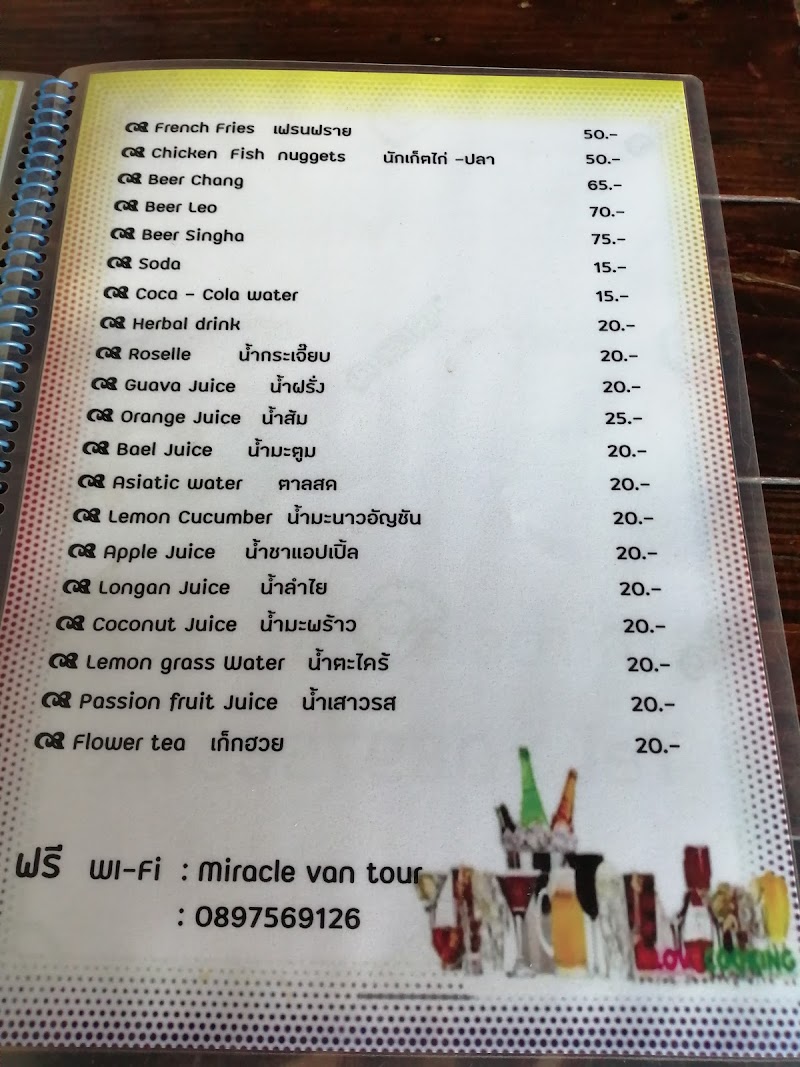 French Fries เฟรนฟราย 50.-
Chicken Fish nuggets นักเก็ตไก่ -ปลา 50.-
Beer Chang 65.-
Beer Leo 70.-
Beer Singha 75.-
Soda 15.-
Coca - Cola water 15.-
Herbal drink 20.-
Roselle น้ำกระเจี๊ยบ 20.-
Guava Juice น้ำฝรั่ง 20.-
Orange Juice น้ำส้ม 25.-
Bael Juice น้ำมะตูม 20.-
Asiatic water ตาลสด 20.-
Lemon Cucumber น้ำมะนาวอัญชัน 20.-
Apple Juice น้ำชาแอปเปิ้ล 20.-
Longan Juice น้ำลำไย 20.-
Coconut Juice น้ำมะพร้าว 20.-
Lemon grass Water น้ำตะไคร้ 20.-
Passion fruit Juice น้ำเสาวรส 20.-
Flower tea เก็กฮวย 20.-
ฟรี WI-Fi : Miracle van tour
: 0897569126
LOVE COOKING